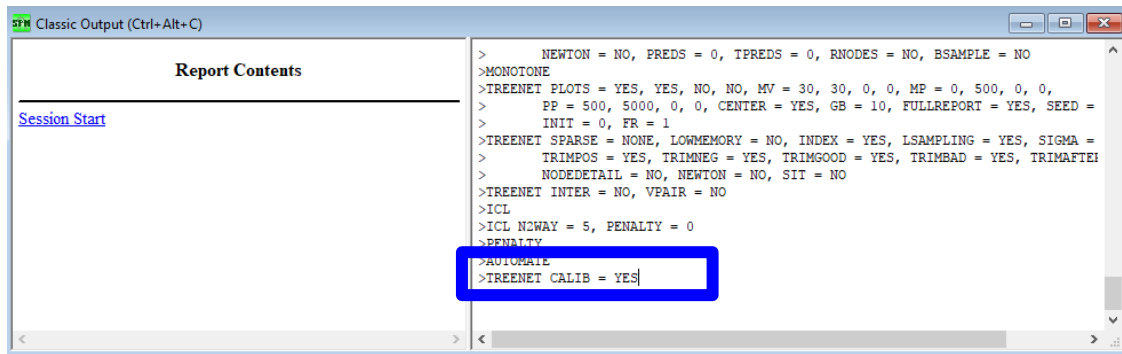 SPM Classic Output (Ctrl+Alt+C)
Report Contents
Session Start
> NEWTON = NO, PREDS = 0, TPREDS = 0, RNODES = NO, BSAMPLE = NO
>MONOTONE
>TREENET PLOTS = YES, YES, NO, NO, MV = 30, 30, 0, 0, MP = 0, 500, 0, 0,
> PP = 500, 5000, 0, 0, CENTER = YES, GB = 10, FULLREPORT = YES, SEED =
> INIT = 0, FR = 1
>TREENET SPARSE = NONE, LOWMEMORY = NO, INDEX = YES, LSAMPLING = YES, SIGMA =
> TRIMPOS = YES, TRIMNEG = YES, TRIMGOOD = YES, TRIMBAD = YES, TRIMAFTE
> NODEDETAIL = NO, NEWTON = NO, SIT = NO
>TREENET INTER = NO, VPAIR = NO
>ICL
>ICL N2WAY = 5, PENALTY = 0
>PENALTY
>AUTOMATE
>TREENET CALIB = YES